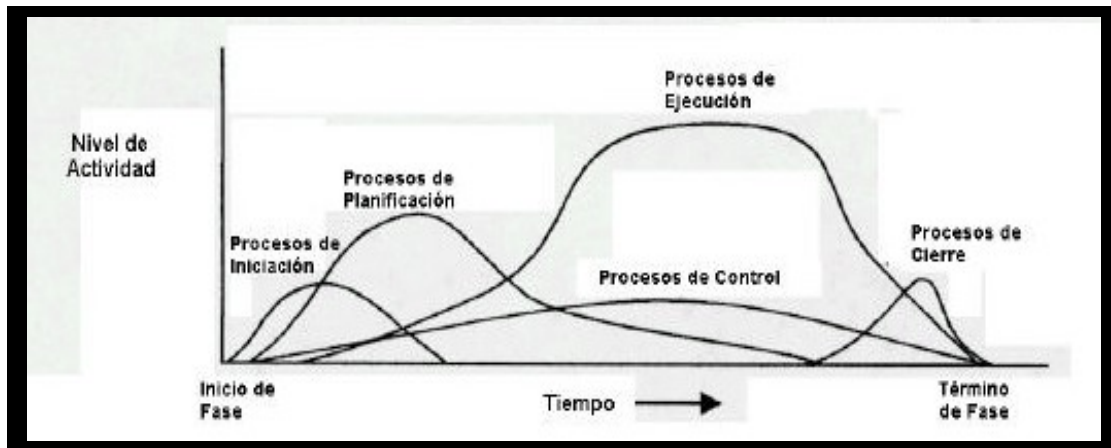 Procesos de
Ejecución
Nivel de
Actividad
Procesos de
Planificación
Procesos de
Iniciación
Procesos de
Cierre
Procesos de Control
Inicio de
Fase
Tiempo
Término
de Fase